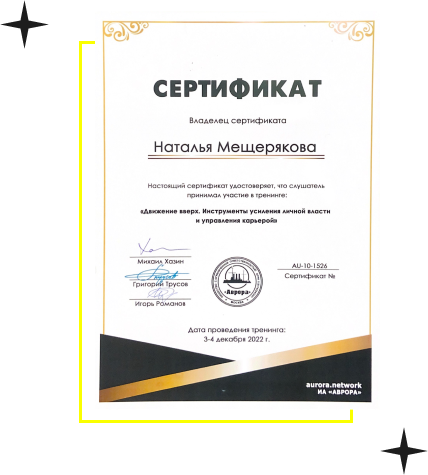 СЕРТИФИКАТ
Владелец сертификата
Наталья Мещерякова
Настоящий сертификат удостоверяет, что слушатель
принимал участие в тренинге:
«Движение вверх. Инструменты усиления личной власти
и управления карьерой»
Михаил Хазин
Григорий Трусов
Игорь Романов
«Аврора»
МОСКВА
AU-10-1526
Сертификат №
Дата проведения тренинга:
3-4 декабря 2022 г.
aurora.network
ИА «АВРОРА»